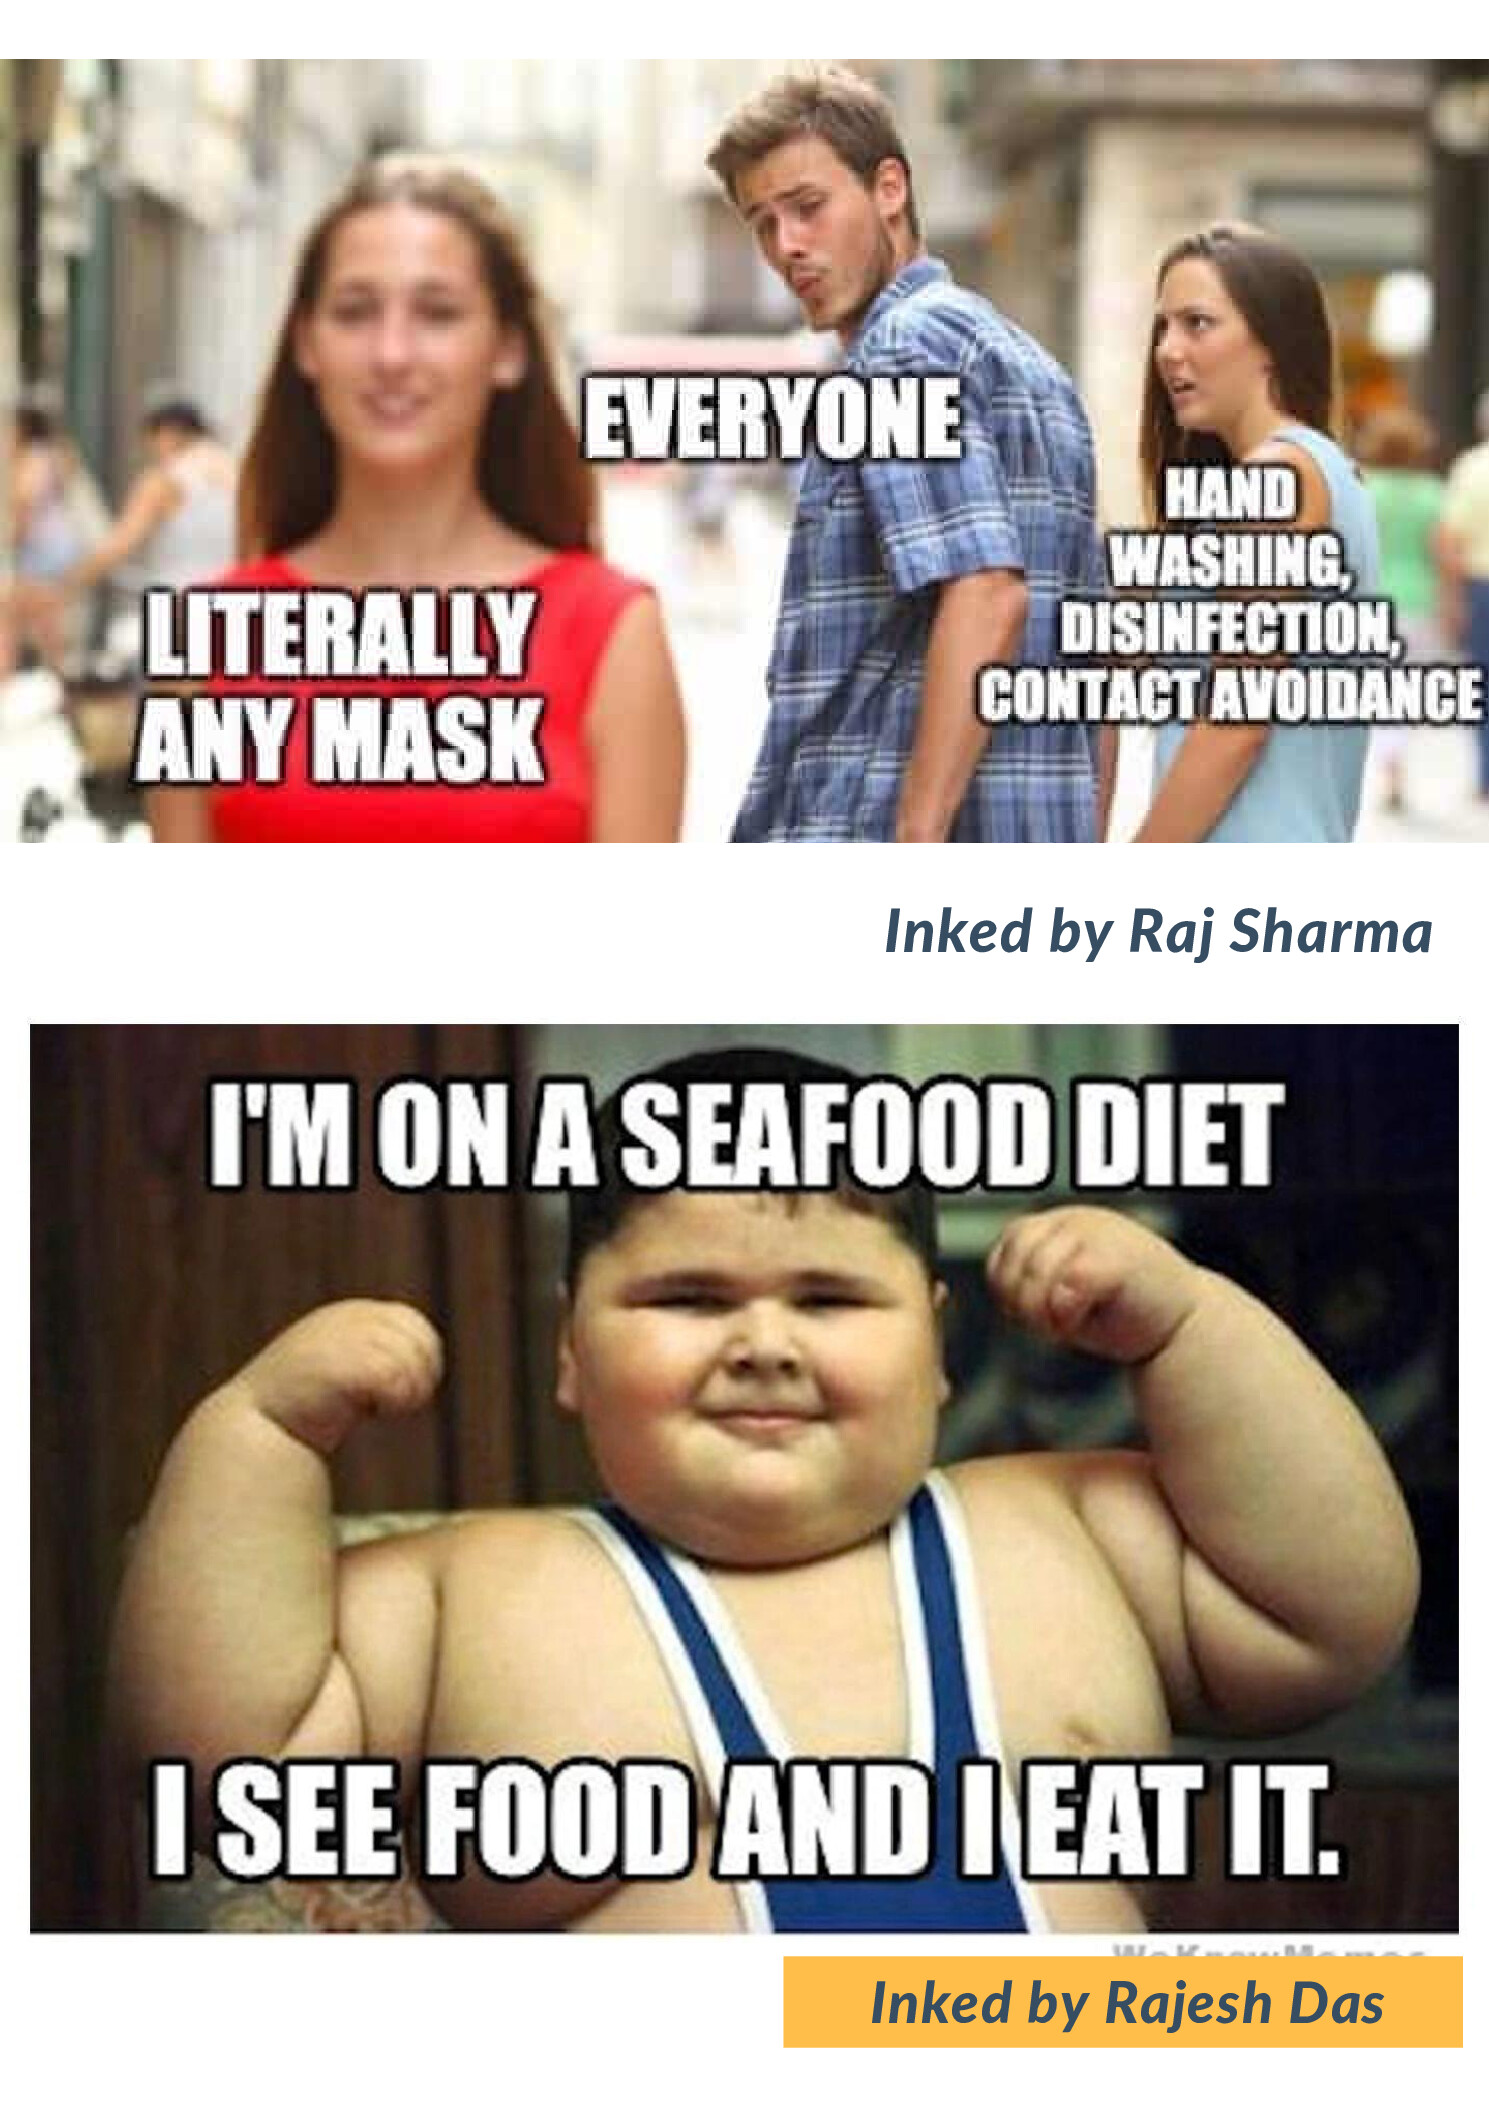 EVERYONE
HAND
WASHING,
DISINFECTION,
CONTACT AVOIDANCE
LITERALLY
ANY MASK
Inked by Raj Sharma
I'M ON A SEAFOOD DIET
I SEE FOOD AND I EAT IT.
Inked by Rajesh Das